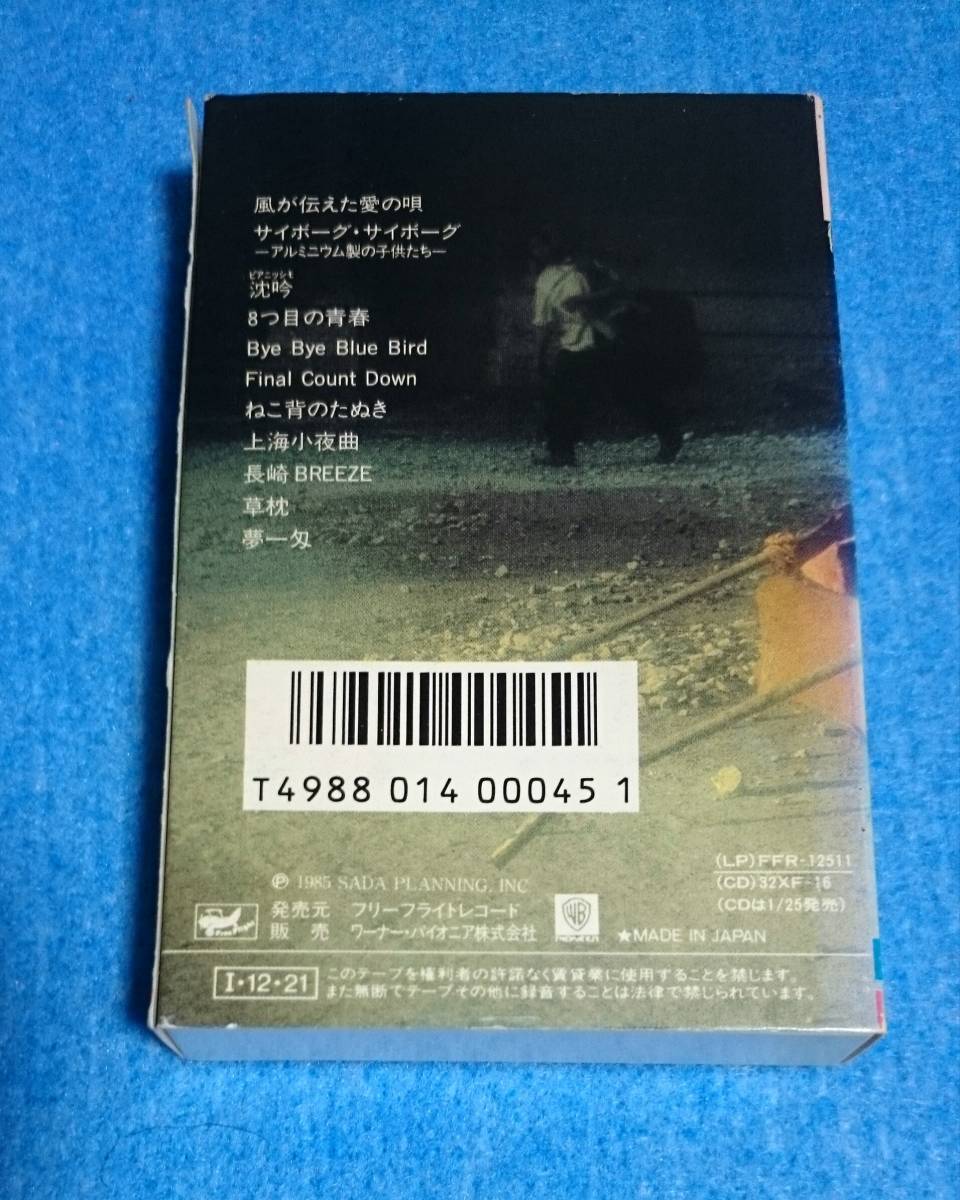 風が伝えた愛の唄
サイボーグ・サイボーグ
―アルミニウム製の子供たち―
ピアニッシモ
沈吟
8つ目の青春
Bye Bye Blue Bird
Final Count Down
ねこ背のたぬき
上海小夜曲
長崎 BREEZE
草枕
夢一匁
T4988 014 00045 1
(LP)FFR-12511
(CD)32XF-16
(CDは1/25発売)
Ⓟ 1985 SADA PLANNING, INC
発売元 フリーフライトレコード
販 売 ワーナー・パイオニア株式会社
★MADE IN JAPAN
I・12・21
このテープを権利者の許諾なく賃貸業に使用することを禁じます。
また無断でテープその他に録音することは法律で禁じられています。